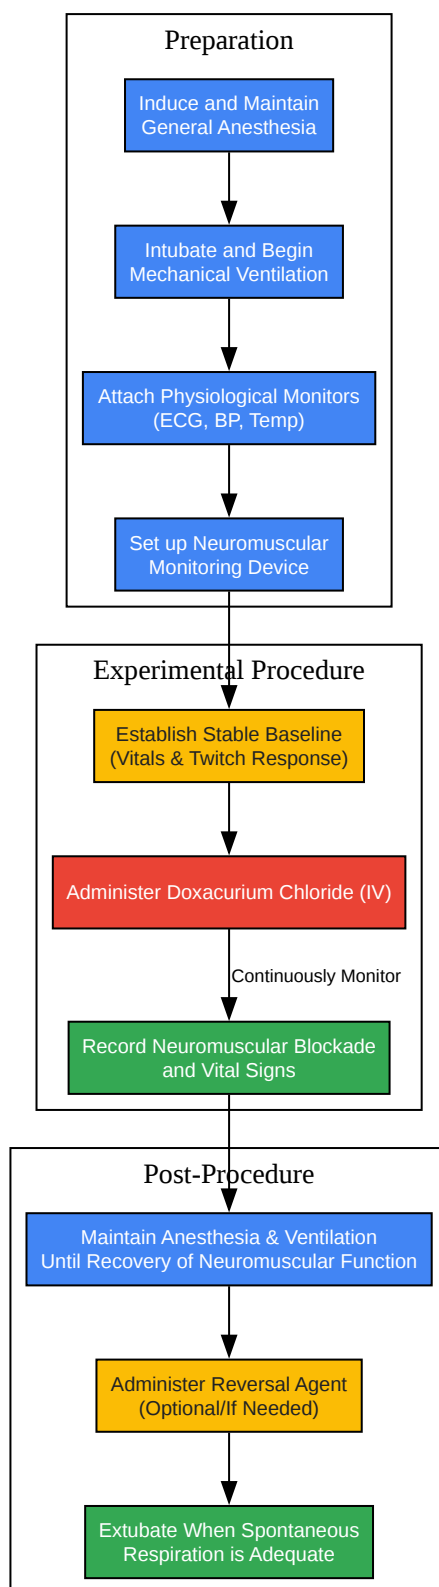 Preparation
Induce and Maintain
General Anesthesia
Intubate and Begin
Mechanical Ventilation
Attach Physiological Monitors
(ECG, BP, Temp)
Set up Neuromuscular
Monitoring Device
Experimental Procedure
Establish Stable Baseline
(Vitals & Twitch Response)
Administer Doxacurium Chloride (IV)
Continuously Monitor
Record Neuromuscular Blockade
and Vital Signs
Post-Procedure
Maintain Anesthesia & Ventilation
Until Recovery of Neuromuscular Function
Administer Reversal Agent
(Optional/If Needed)
Extubate When Spontaneous
Respiration is Adequate